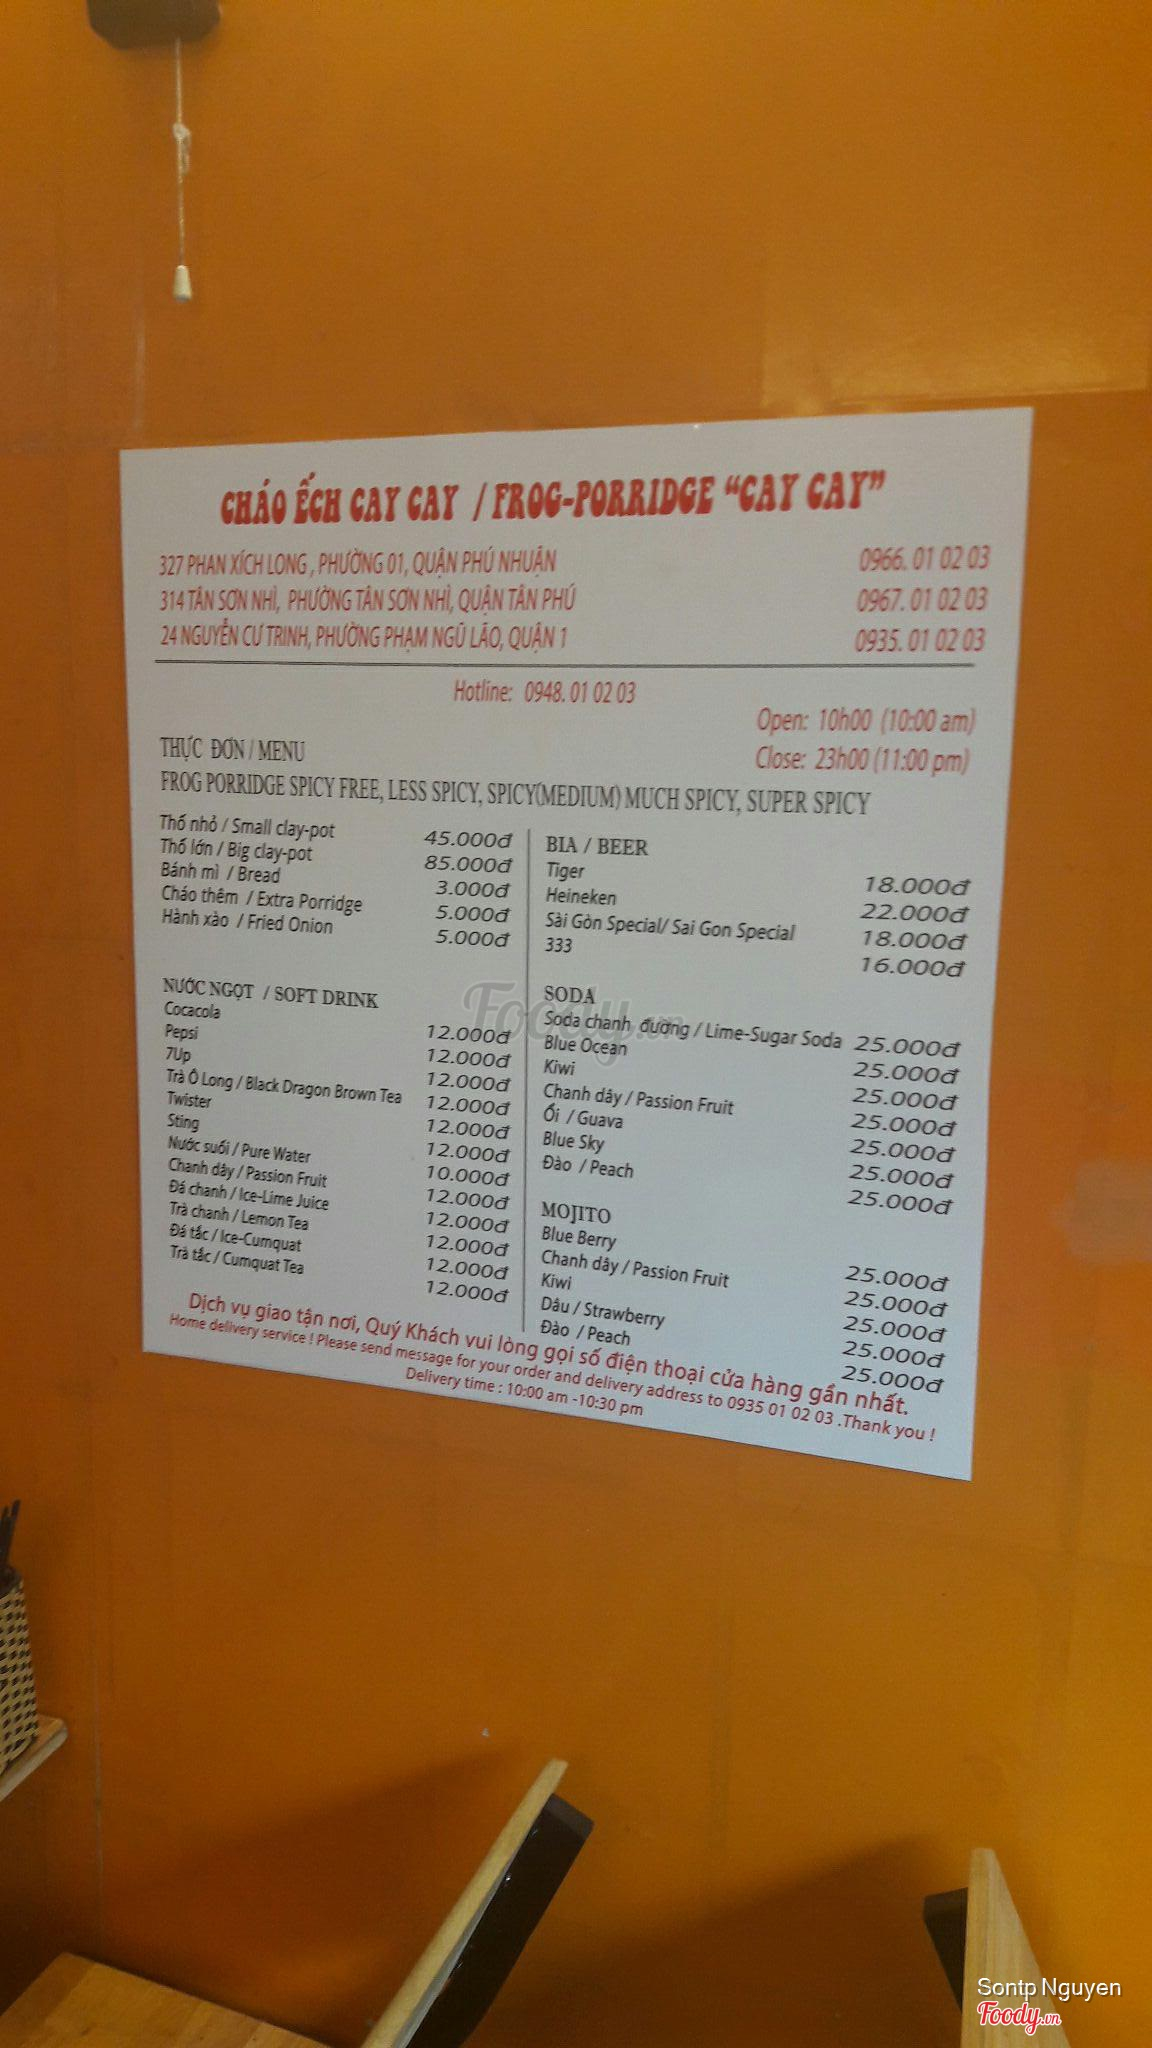 CHÁO ẾCH CAY CAY / FROG-PORRIDGE “CAY CAY”
327 PHAN XÍCH LONG , PHƯỜNG 01, QUẬN PHÚ NHUẬN 0966. 01 02 03
314 TÂN SƠN NHÌ, PHƯỜNG TÂN SƠN NHÌ, QUẬN TÂN PHÚ 0967. 01 02 03
24 NGUYỄN CƯ TRINH, PHƯỜNG PHẠM NGŨ LÃO, QUẬN 1 0935. 01 02 03
Hotline: 0948. 01 02 03
Open: 10h00 (10:00 am)
Close: 23h00 (11:00 pm)
THỰC ĐƠN / MENU
FROG PORRIDGE SPICY FREE, LESS SPICY, SPICY(MEDIUM) MUCH SPICY, SUPER SPICY
Thố nhỏ / Small clay-pot 45.000đ
Thố lớn / Big clay-pot 85.000đ
Bánh mì / Bread 3.000đ
Cháo thêm / Extra Porridge 5.000đ
Hành xào / Fried Onion 5.000đ
NƯỚC NGỌT / SOFT DRINK
Cocacola 12.000đ
Pepsi 12.000đ
7Up 12.000đ
Trà Ô Long / Black Dragon Brown Tea 12.000đ
Twister 12.000đ
Sting 12.000đ
Nước suối / Pure Water 10.000đ
Chanh dây / Passion Fruit 12.000đ
Đá chanh / Ice-Lime Juice 12.000đ
Trà chanh / Lemon Tea 12.000đ
Đá tắc / Ice-Cumquat 12.000đ
Trà tắc / Cumquat Tea 12.000đ
BIA / BEER
Tiger 18.000đ
Heineken 22.000đ
Sài Gòn Special/ Sai Gon Special 18.000đ
333 16.000đ
SODA
Soda chanh đường / Lime-Sugar Soda 25.000đ
Blue Ocean 25.000đ
Kiwi 25.000đ
Chanh dây / Passion Fruit 25.000đ
Ổi / Guava 25.000đ
Blue Sky 25.000đ
Đào / Peach 25.000đ
MOJITO
Blue Berry 25.000đ
Chanh dây / Passion Fruit 25.000đ
Kiwi 25.000đ
Dâu / Strawberry 25.000đ
Đào / Peach 25.000đ
Dịch vụ giao tận nơi, Quý Khách vui lòng gọi số điện thoại cửa hàng gần nhất.
Home delivery service ! Please send message for your order and delivery address to 0935 01 02 03 .Thank you !
Delivery time : 10:00 am -10:30 pm
Foody.vn
Sontp Nguyen
Foody.vn